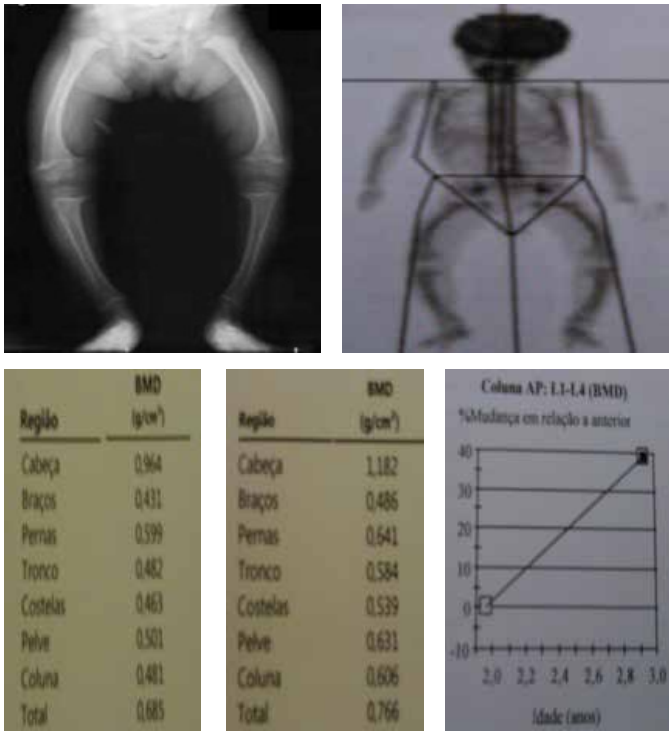 BMD
Região (g/cm²)
Cabeça 0,964
Braços 0,431
Pernas 0,599
Tronco 0,482
Costelas 0,463
Pelve 0,501
Coluna 0,481
Total 0,685
BMD
Região (g/cm²)
Cabeça 1,182
Braços 0,486
Pernas 0,641
Tronco 0,584
Costelas 0,539
Pelve 0,631
Coluna 0,606
Total 0,766
Coluna AP: L1-L4 (BMD)
%Mudança em relação a anterior
40
30
20
10
0
-10
2,0 2,2 2,4 2,6 2,8 3,0
Idade (anos)